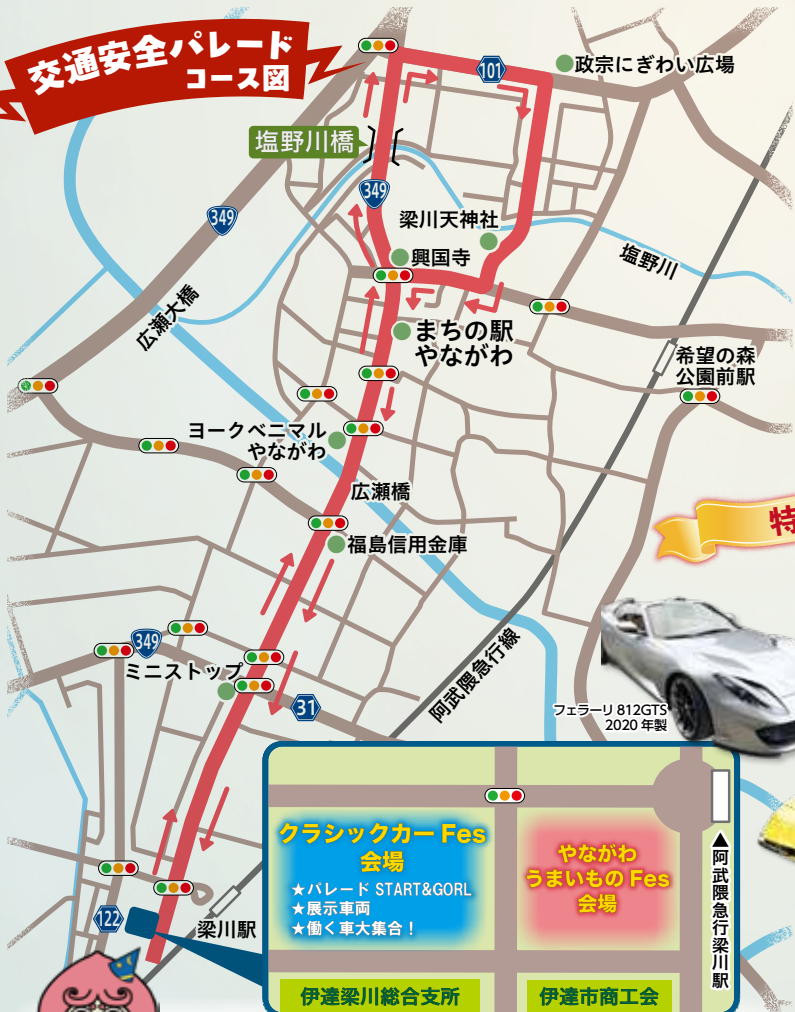 交通安全パレード
コース図
101
政宗にぎわい広場
塩野川橋
349
349
梁川天神社
興国寺
塩野川
広瀬大橋
まちの駅
やながわ
希望の森
公園前駅
ヨークベニマル
やながわ
広瀬橋
福島信用金庫
特
349
ミニストップ
31
阿武隈急行線
フェラーリ 812GTS
2020 年製
クラシックカー Fes
会場
★パレード START&GORL
★展示車両
★働く車大集合！
やながわ
うまいもの Fes
会場
▲阿武隈急行梁川駅
122
梁川駅
伊達梁川総合支所
伊達市商工会